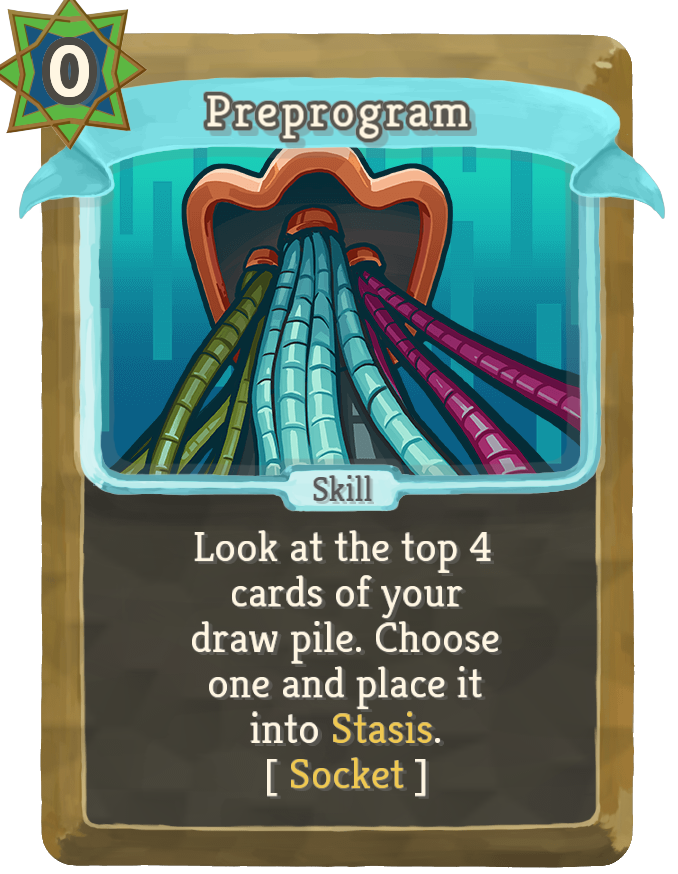 0
Preprogram
Skill
Look at the top 4
cards of your
draw pile. Choose
one and place it
into Stasis.
[ Socket ]